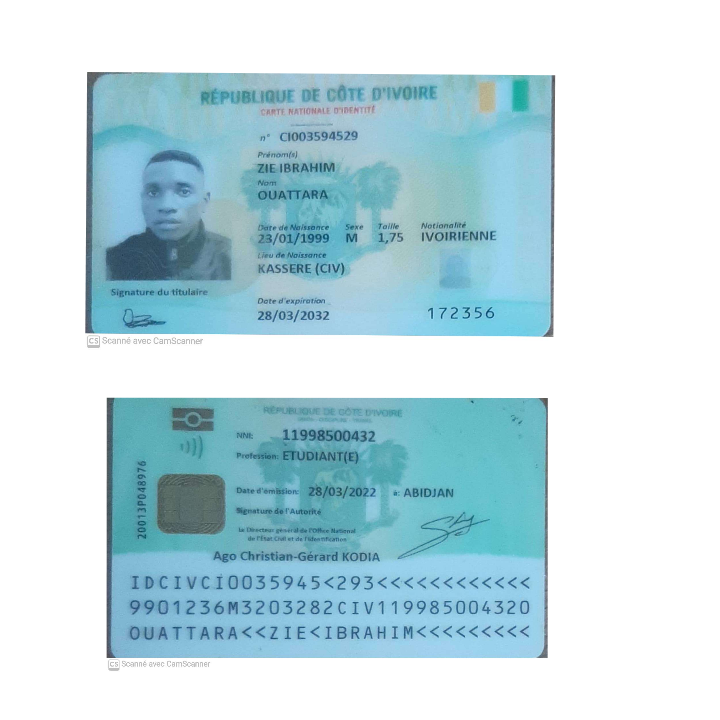 RÉPUBLIQUE DE CÔTE D'IVOIRE
CARTE NATIONALE D'IDENTITÉ
n° CI003594529
Prénom(s)
ZIE IBRAHIM
Nom
OUATTARA
Date de Naissance Sexe Taille Nationalité
23/01/1999 M 1,75 IVOIRIENNE
Lieu de Naissance
KASSERE (CIV)
Signature du titulaire
Date d'expiration
28/03/2032
172356
CS Scanné avec CamScanner
RÉPUBLIQUE DE CÔTE D'IVOIRE
NNI: 11998500432
Profession: ETUDIANT(E)
20013P048976
Date d'émission: 28/03/2022 à: ABIDJAN
Signature de l'Autorité
Le Directeur général de l'Office National
de l'État Civil et de l'Identification
Ago Christian-Gérard KODIA
IDCIVCI0035945<293<<<<<<<<<<<<
9901236M3203282CIV119985004320
OUATTARA<<ZIE<IBRAHIM<<<<<<<<<
CS Scanné avec CamScanner